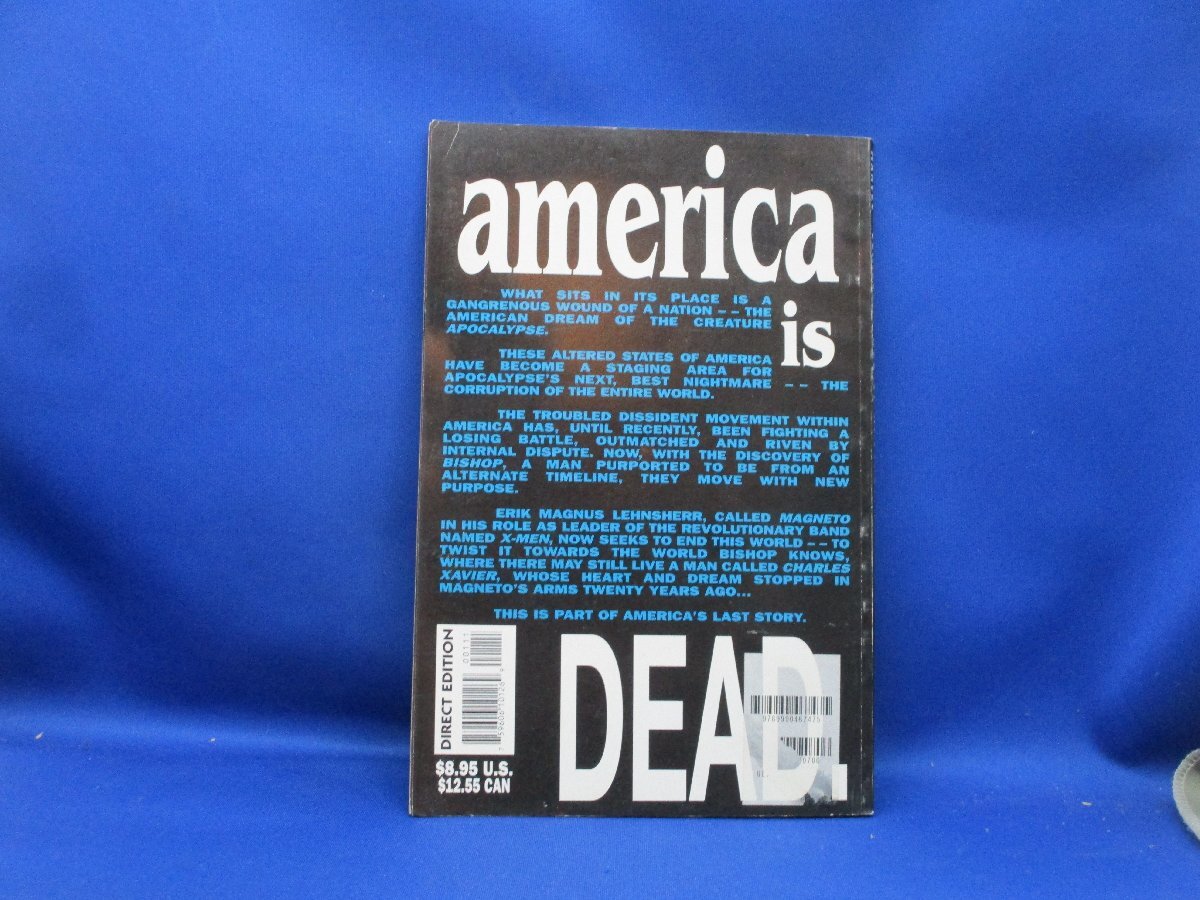 america
is
WHAT SITS IN ITS PLACE IS A
GANGRENOUS WOUND OF A NATION -- THE
AMERICAN DREAM OF THE CREATURE
APOCALYPSE.
THESE ALTERED STATES OF AMERICA
HAVE BECOME A STAGING AREA FOR
APOCALYPSE'S NEXT, BEST NIGHTMARE -- THE
CORRUPTION OF THE ENTIRE WORLD.
THE TROUBLED DISSIDENT MOVEMENT WITHIN
AMERICA HAS, UNTIL RECENTLY, BEEN FIGHTING A
LOSING BATTLE, OUTMATCHED AND RIVEN BY
INTERNAL DISPUTE. NOW, WITH THE DISCOVERY OF
BISHOP, A MAN PURPORTED TO BE FROM AN
ALTERNATE TIMELINE, THEY MOVE WITH NEW
PURPOSE.
ERIK MAGNUS LEHNSHERR, CALLED MAGNETO
IN HIS ROLE AS LEADER OF THE REVOLUTIONARY BAND
NAMED X-MEN, NOW SEEKS TO END THIS WORLD -- TO
TWIST IT TOWARDS THE WORLD BISHOP KNOWS,
WHERE THERE MAY STILL LIVE A MAN CALLED CHARLES
XAVIER, WHOSE HEART AND DREAM STOPPED IN
MAGNETO'S ARMS TWENTY YEARS AGO...
THIS IS PART OF AMERICA'S LAST STORY.
DEAD.
DIRECT EDITION
00111
$8.95 U.S.
$12.55 CAN